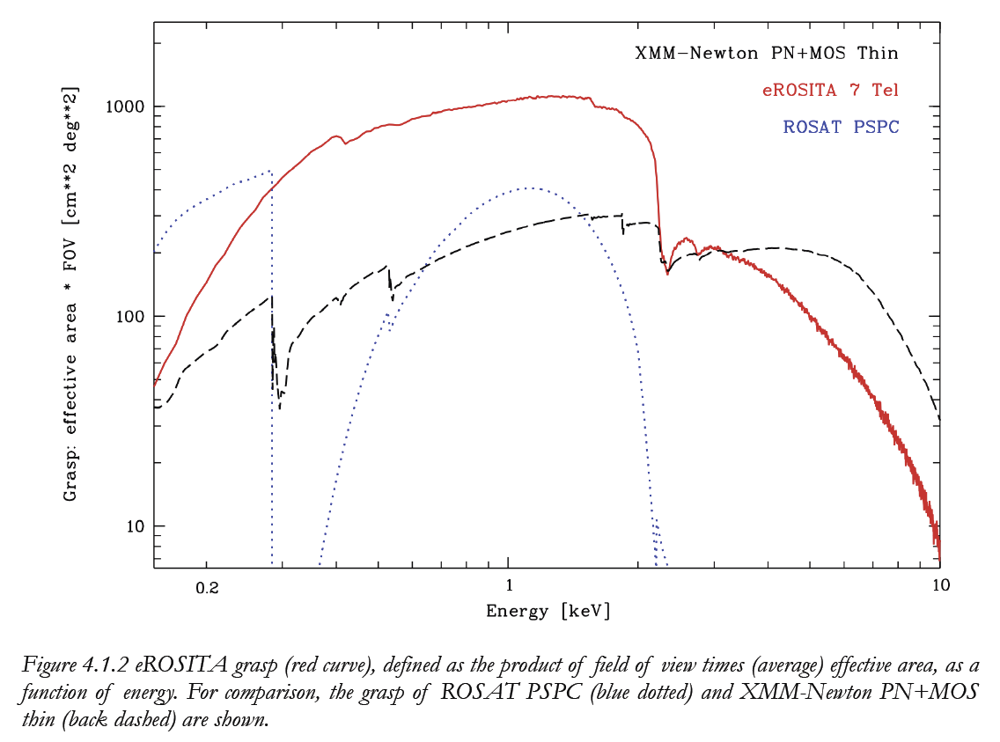 XMM-Newton PN+MOS Thin
eROSITA 7 Tel
ROSAT PSPC
Grasp: effective area * FOV [cm**2 deg**2]
1000
100
10
0.2
1
10
Energy [keV]
Figure 4.1.2 eROSITA grasp (red curve), defined as the product of field of view times (average) effective area, as a
function of energy. For comparison, the grasp of ROSAT PSPC (blue dotted) and XMM-Newton PN+MOS
thin (back dashed) are shown.